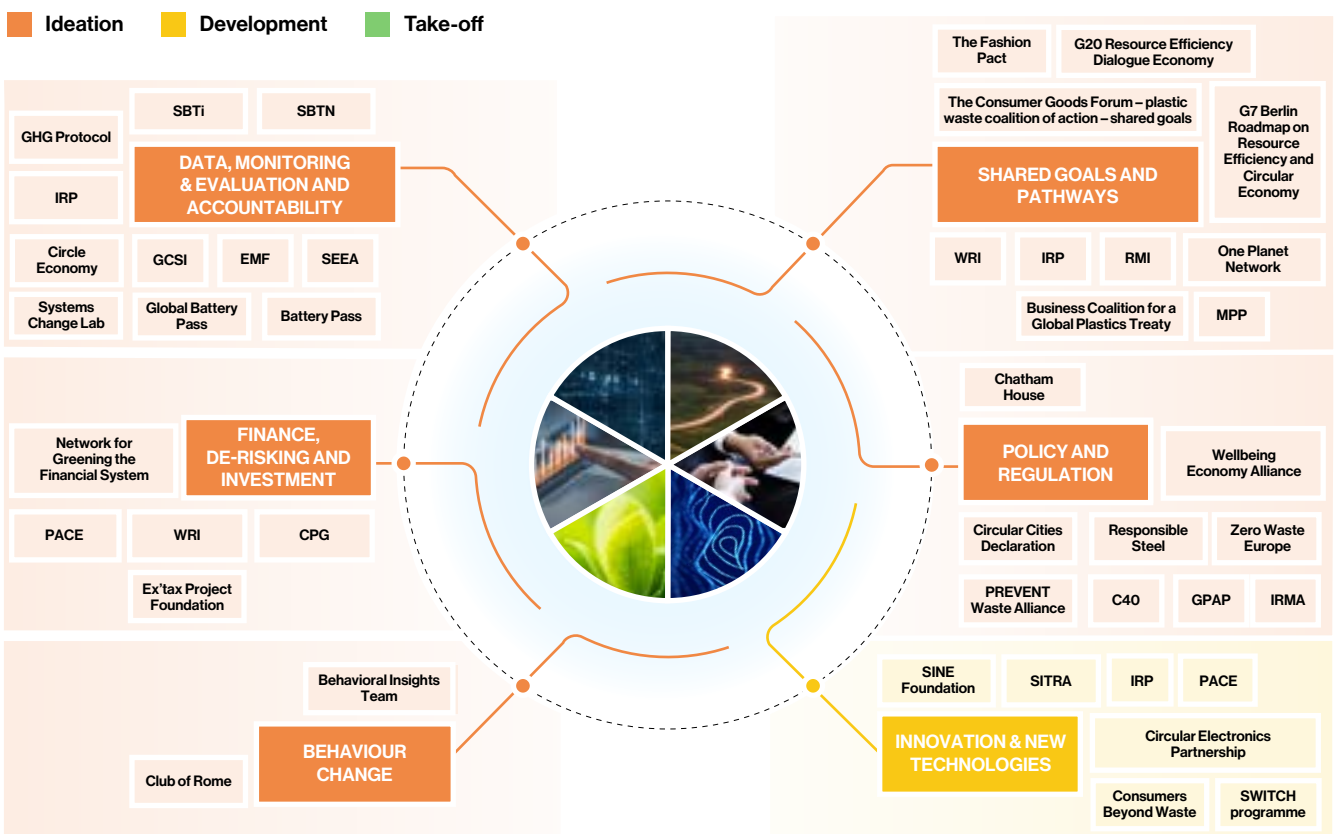 Ideation
Development
Take-off
SBTi
SBTN
GHG Protocol
DATA, MONITORING
& EVALUATION AND
ACCOUNTABILITY
IRP
Circle
Economy
GCSI
EMF
SEEA
Systems
Change Lab
Global Battery
Pass
Battery Pass
The Fashion
Pact
G20 Resource Efficiency
Dialogue Economy
The Consumer Goods Forum – plastic
waste coalition of action – shared goals
G7 Berlin
Roadmap on
Resource
Efficiency and
Circular
Economy
SHARED GOALS AND
PATHWAYS
WRI
IRP
RMI
One Planet
Network
Business Coalition for a
Global Plastics Treaty
MPP
Network for
Greening the
Financial System
FINANCE,
DE-RISKING AND
INVESTMENT
PACE
WRI
CPG
Ex’tax Project
Foundation
Chatham
House
POLICY AND
REGULATION
Wellbeing
Economy Alliance
Circular Cities
Declaration
Responsible
Steel
Zero Waste
Europe
PREVENT
Waste Alliance
C40
GPAP
IRMA
Behavioral Insights
Team
BEHAVIOUR
CHANGE
Club of Rome
SINE
Foundation
SITRA
IRP
PACE
INNOVATION & NEW
TECHNOLOGIES
Circular Electronics
Partnership
Consumers
Beyond Waste
SWITCH
programme